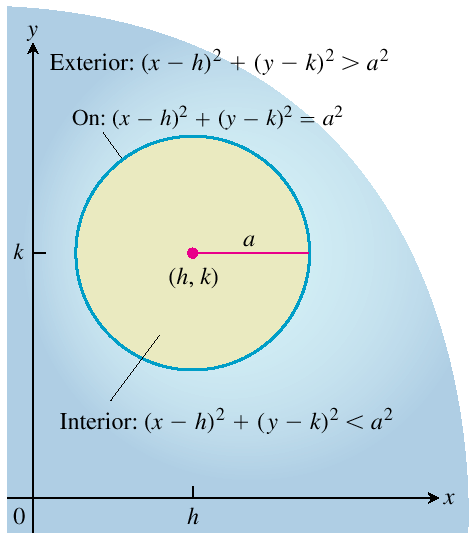 y
Exterior: (x − h)² + (y − k)² > a²
On: (x − h)² + (y − k)² = a²
a
k
(h, k)
Interior: (x − h)² + (y − k)² < a²
x
0
h